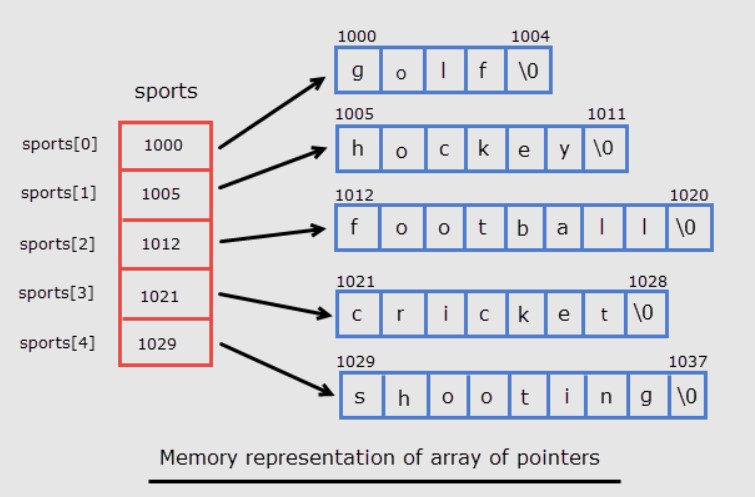 sports
sports[0] 1000
sports[1] 1005
sports[2] 1012
sports[3] 1021
sports[4] 1029
1000 1004
g o l f \0
1005 1011
h o c k e y \0
1012 1020
f o o t b a l l \0
1021 1028
c r i c k e t \0
1029 1037
s h o o t i n g \0
Memory representation of array of pointers